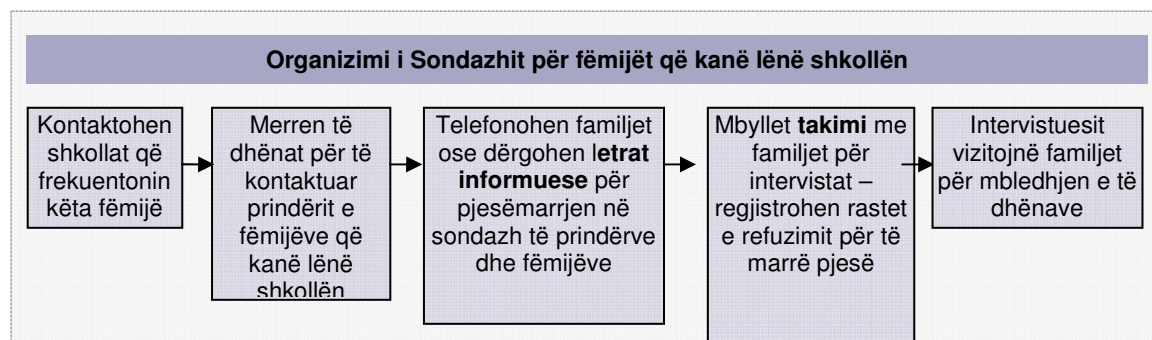 Organizimi i Sondazhit për fëmijët që kanë lënë shkollën
Kontaktohen
shkollat që
frekuentonin
këta fëmijë
Merren të
dhënat për të
kontaktuar
prindërit e
fëmijëve që
kanë lënë
shkollën
Telefonohen familjet
ose dërgohen letrat
informuese për
pjesëmarrjen në
sondazh të prindërve
dhe fëmijëve
Mbyllet takimi me
familjet për
intervistat –
regjistrohen rastet
e refuzimit për të
marrë pjesë
Intervistuesit
vizitojnë familjet
për mbledhjen e të
dhënave